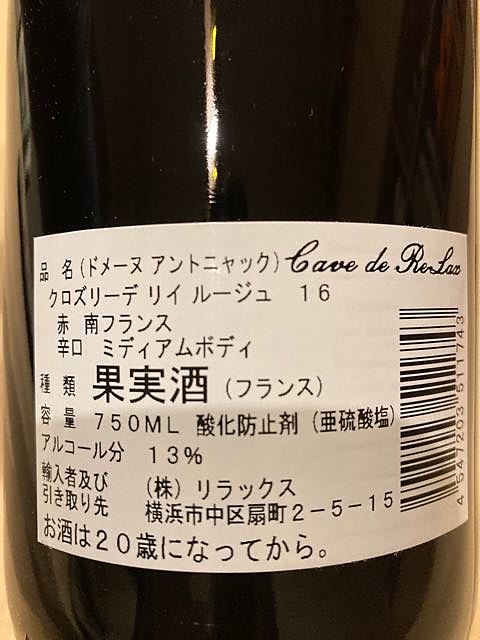 品 名(ドメーヌ アントニャック) Cave de Re-Lax
クロズリーデ リイ ルージュ 16
赤 南フランス
辛口 ミディアムボディ
種 類 果実酒 (フランス)
容 量 750ML 酸化防止剤 (亜硫酸塩)
アルコール分 13%
輸入者及び (株) リラックス
引き取り先 横浜市中区扇町2-5-15
お酒は20歳になってから。
4 547203 511743